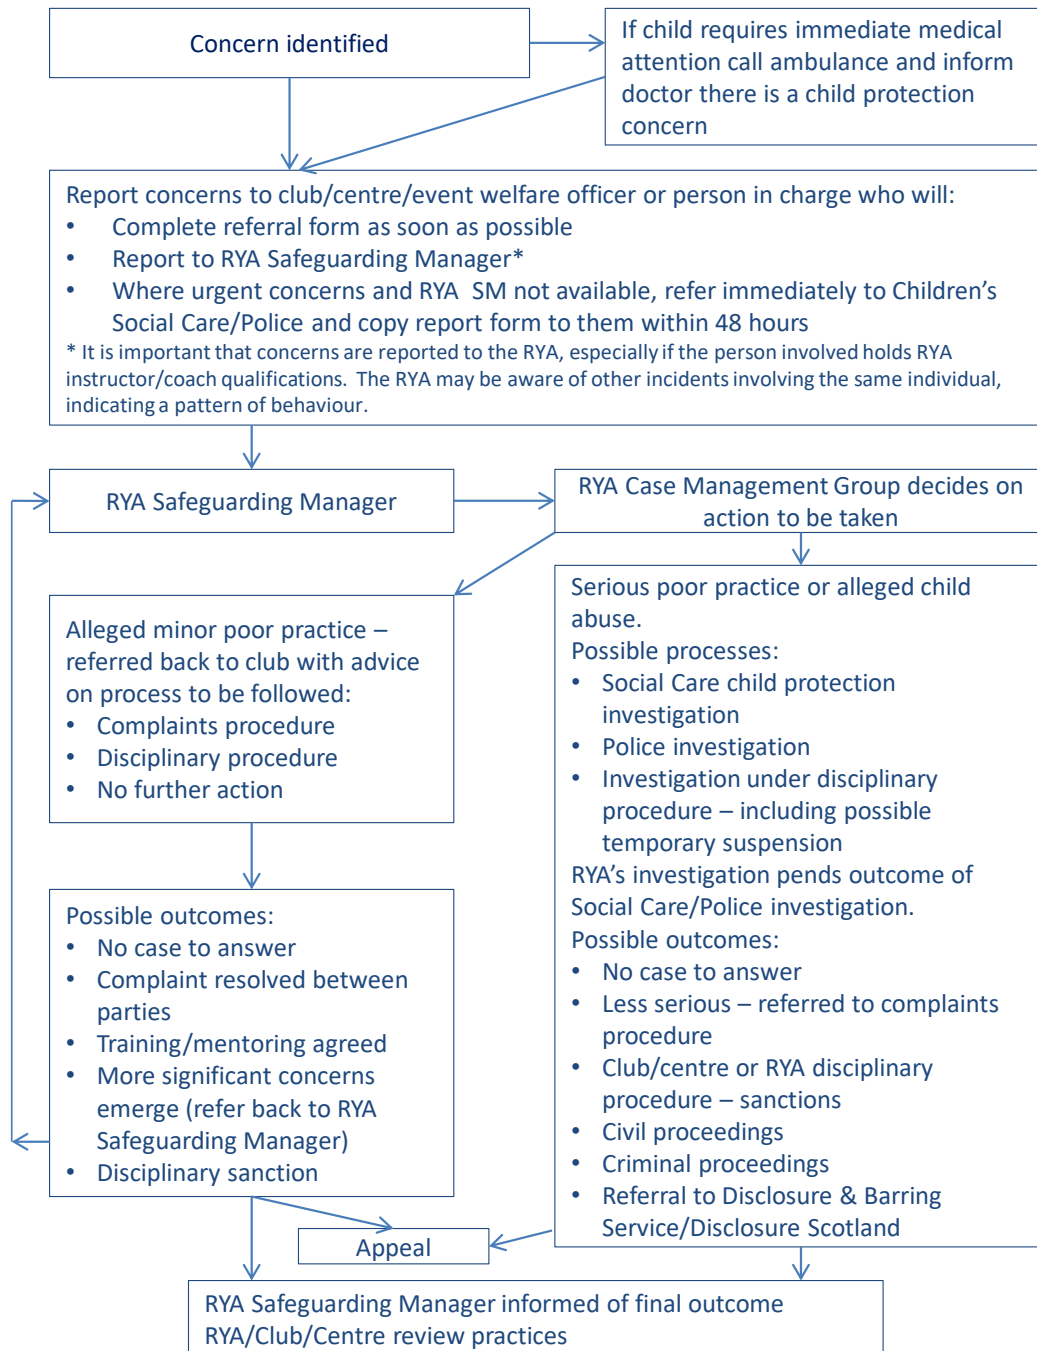 Concern identified
If child requires immediate medical
attention call ambulance and inform
doctor there is a child protection
concern
Report concerns to club/centre/event welfare officer or person in charge who will:
• Complete referral form as soon as possible
• Report to RYA Safeguarding Manager*
• Where urgent concerns and RYA SM not available, refer immediately to Children’s
Social Care/Police and copy report form to them within 48 hours
* It is important that concerns are reported to the RYA, especially if the person involved holds RYA
instructor/coach qualifications. The RYA may be aware of other incidents involving the same individual,
indicating a pattern of behaviour.
RYA Safeguarding Manager
RYA Case Management Group decides on
action to be taken
Alleged minor poor practice –
referred back to club with advice
on process to be followed:
• Complaints procedure
• Disciplinary procedure
• No further action
Serious poor practice or alleged child
abuse.
Possible processes:
• Social Care child protection
investigation
• Police investigation
• Investigation under disciplinary
procedure – including possible
temporary suspension
RYA’s investigation pends outcome of
Social Care/Police investigation.
Possible outcomes:
• No case to answer
• Less serious – referred to complaints
procedure
• Club/centre or RYA disciplinary
procedure – sanctions
• Civil proceedings
• Criminal proceedings
• Referral to Disclosure & Barring
Service/Disclosure Scotland
Possible outcomes:
• No case to answer
• Complaint resolved between
parties
• Training/mentoring agreed
• More significant concerns
emerge (refer back to RYA
Safeguarding Manager)
• Disciplinary sanction
Appeal
RYA Safeguarding Manager informed of final outcome
RYA/Club/Centre review practices